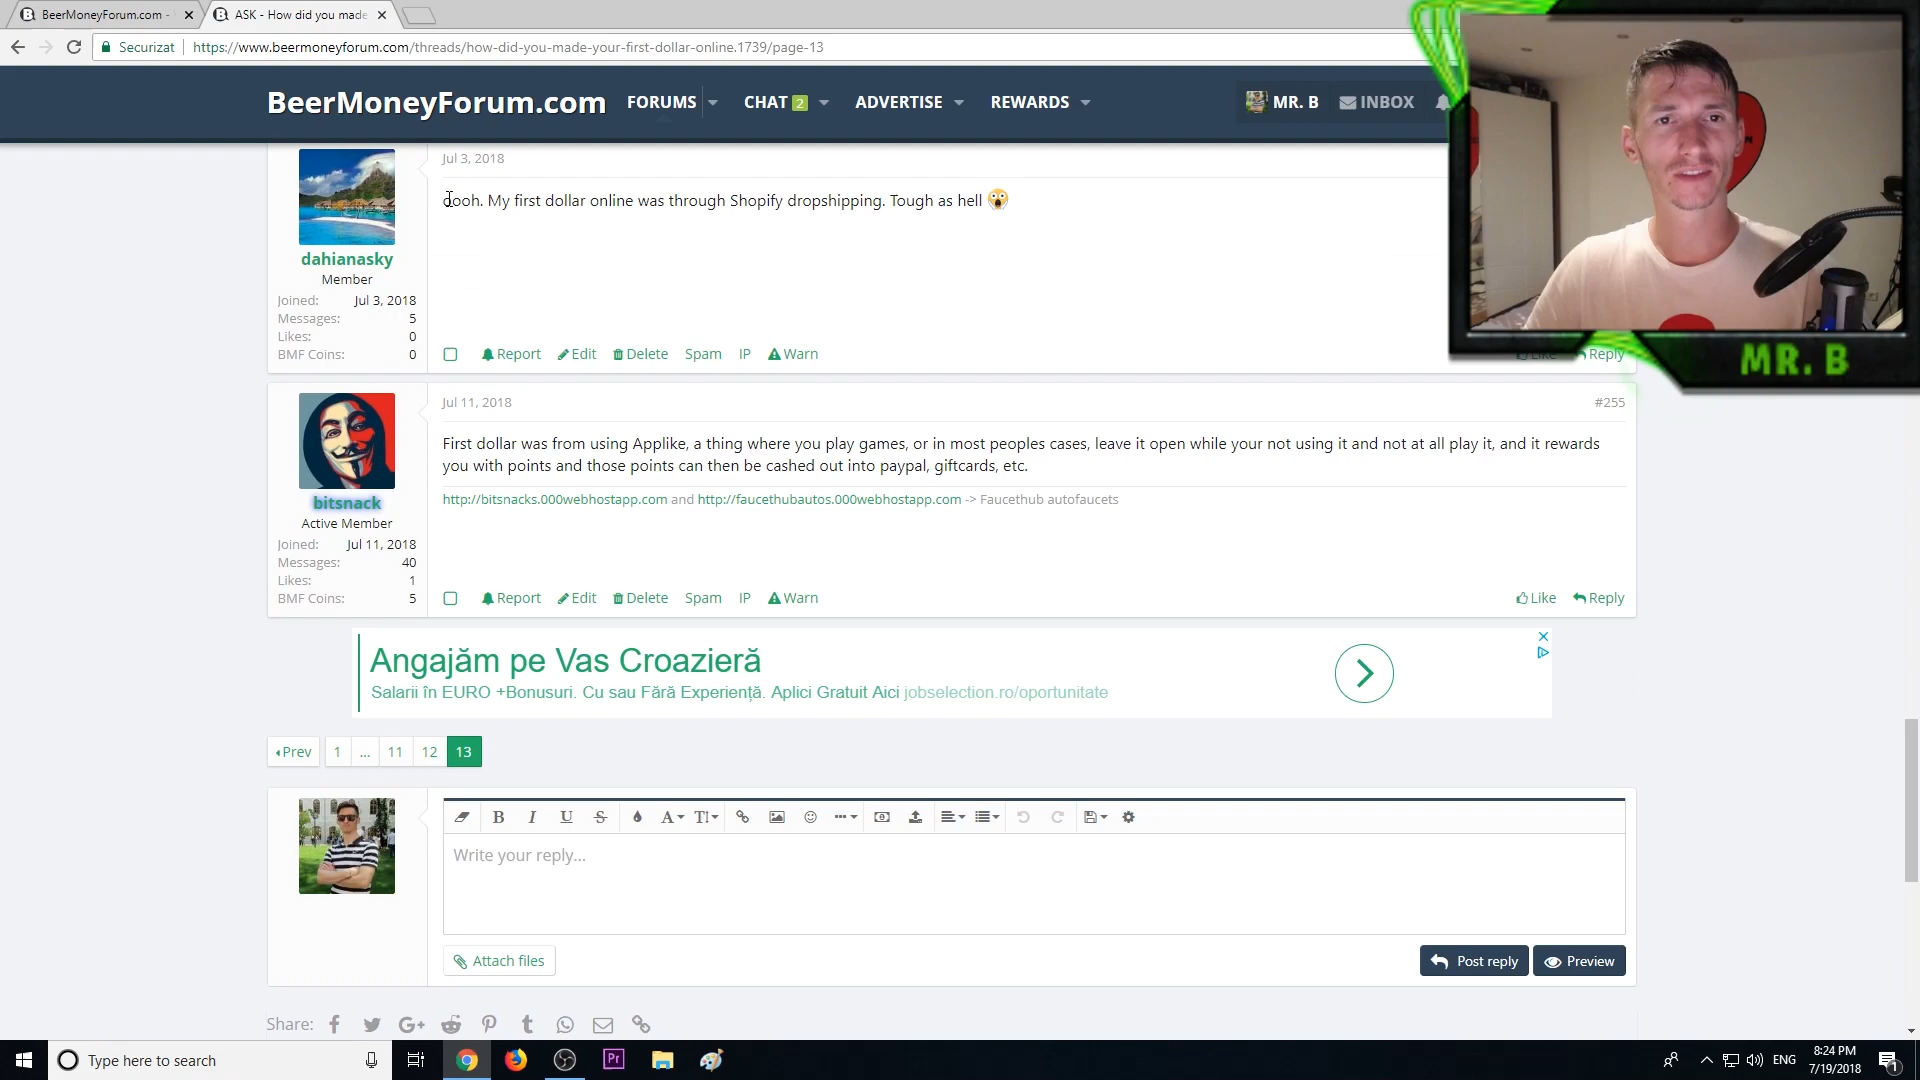 BeerMoneyForum.com -
ASK - How did you made
Securizat
https://www.beermoneyforum.com/threads/how-did-you-made-your-first-dollar-online.1739/page-13
BeerMoneyForum.com
FORUMS
CHAT 2
ADVERTISE
REWARDS
MR. B
INBOX
MR. B
Jul 3, 2018
My first dollar online was through Shopify dropshipping. Tough as hell
dahianasky
Member
Joined: Jul 3, 2018
Messages: 5
Likes: 0
BMF Coins: 0
Report Edit Delete Spam IP Warn
Like Reply
Jul 11, 2018
#255
First dollar was from using Applike, a thing where you play games, or in most peoples cases, leave it open while your not using it and not at all play it, and it rewards
you with points and those points can then be cashed out into paypal, giftcards, etc.
http://bitsnacks.000webhostapp.com and http://faucethubautos.000webhostapp.com -> Faucethub autofaucets
bitsnack
Active Member
Joined: Jul 11, 2018
Messages: 40
Likes: 1
BMF Coins: 5
Report Edit Delete Spam IP Warn
Like Reply
Angajăm pe Vas Croazieră
Salarii în EURO +Bonusuri. Cu sau Fără Experiență. Aplici Gratuit Aici jobselection.ro/oportunitate
Prev 1 ... 11 12 13
B I U S A
Write your reply...
Attach files
Post reply
Preview
Share:
Type here to search
Pr
ENG
8:24 PM
7/19/2018
1